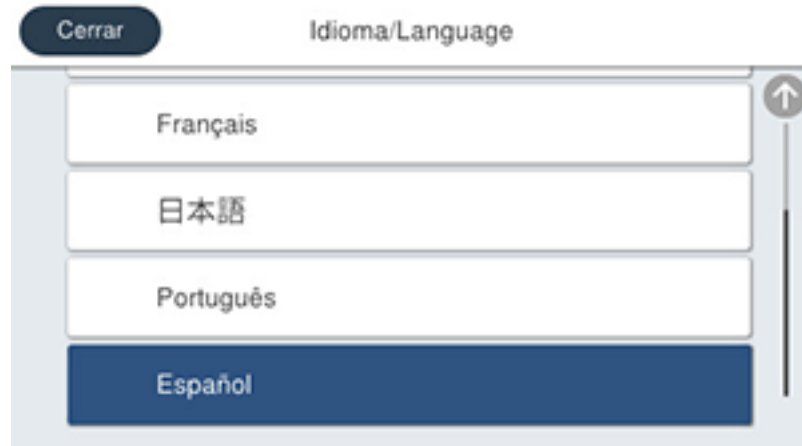 Cerrar
Idioma/Language
Français
日本語
Português
Español